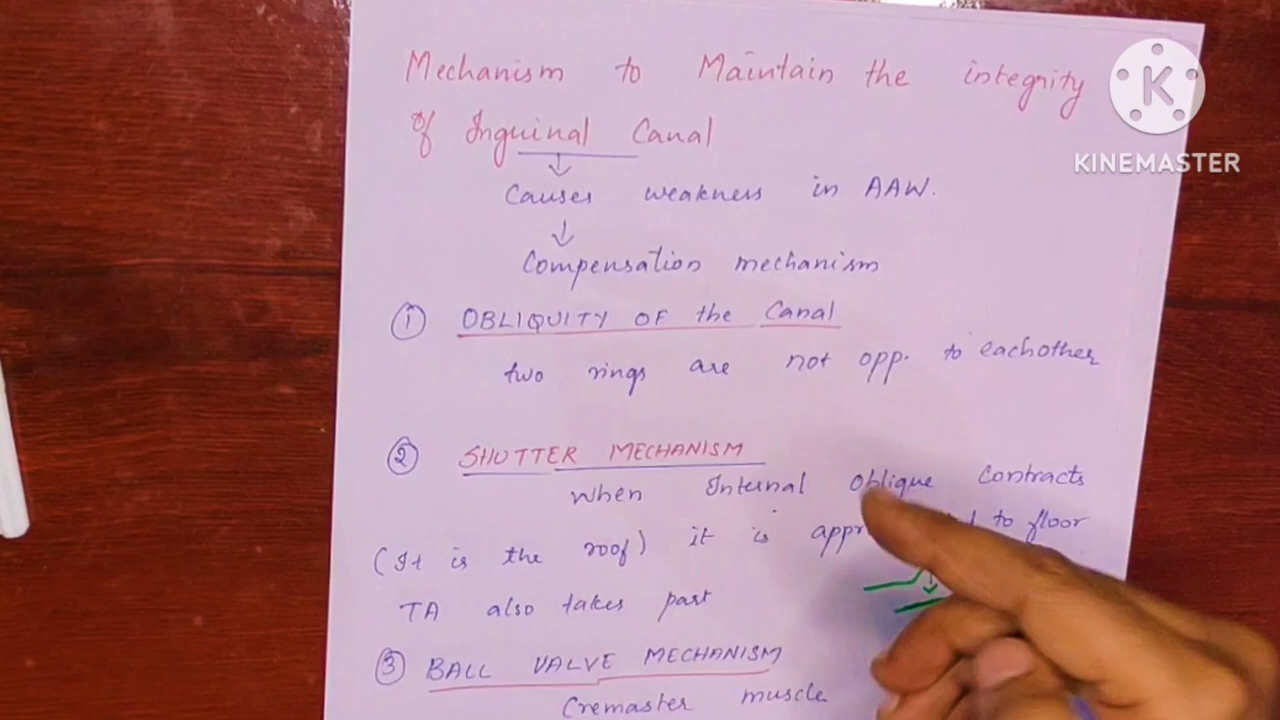 Mechanism to Maintain the integrity
of Inguinal Canal
Causes weakness in AAW.
Compensation mechanism
① OBLIQUITY OF the Canal
two rings are not opp. to eachother
② SHUTTER MECHANISM
When Internal Oblique Contracts
(It is the roof) it is to floor
TA also takes part
③ BALL VALVE MECHANISM
Cremaster muscle
K
KINEMASTER